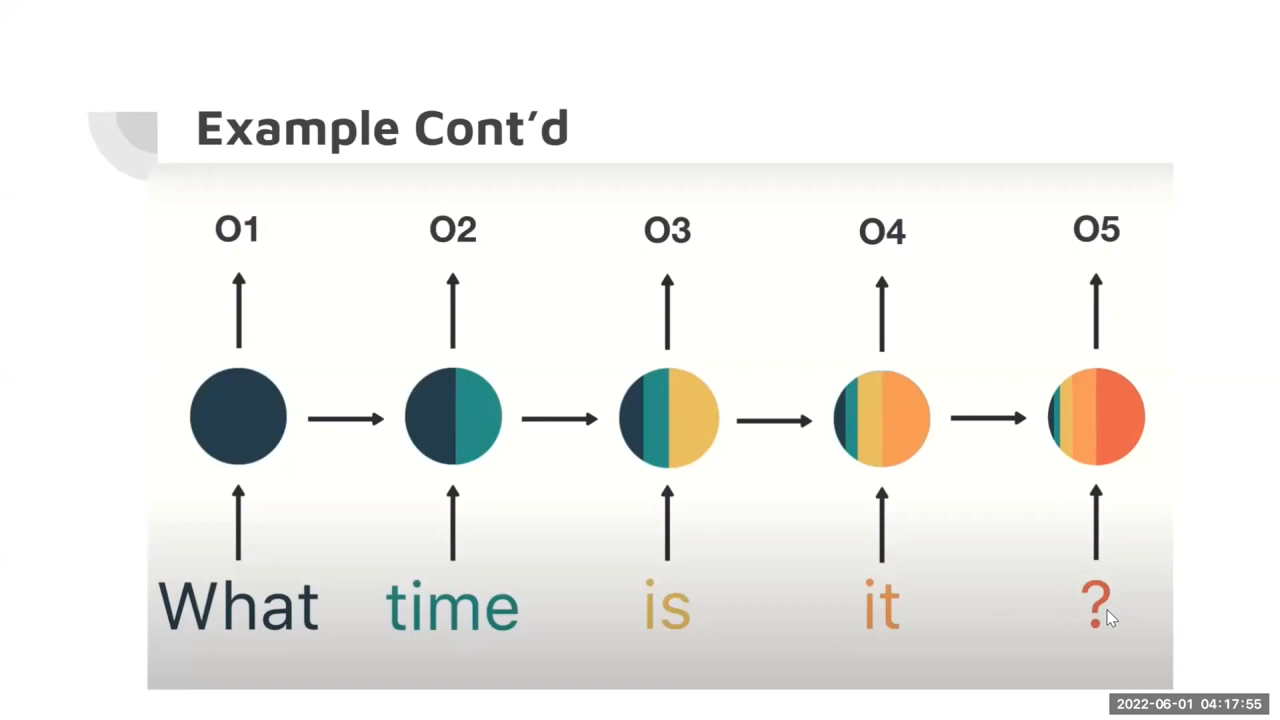 Example Cont’d
O1 O2 O3 O4 O5
What time is it ?
2022-06-01 04:17:55